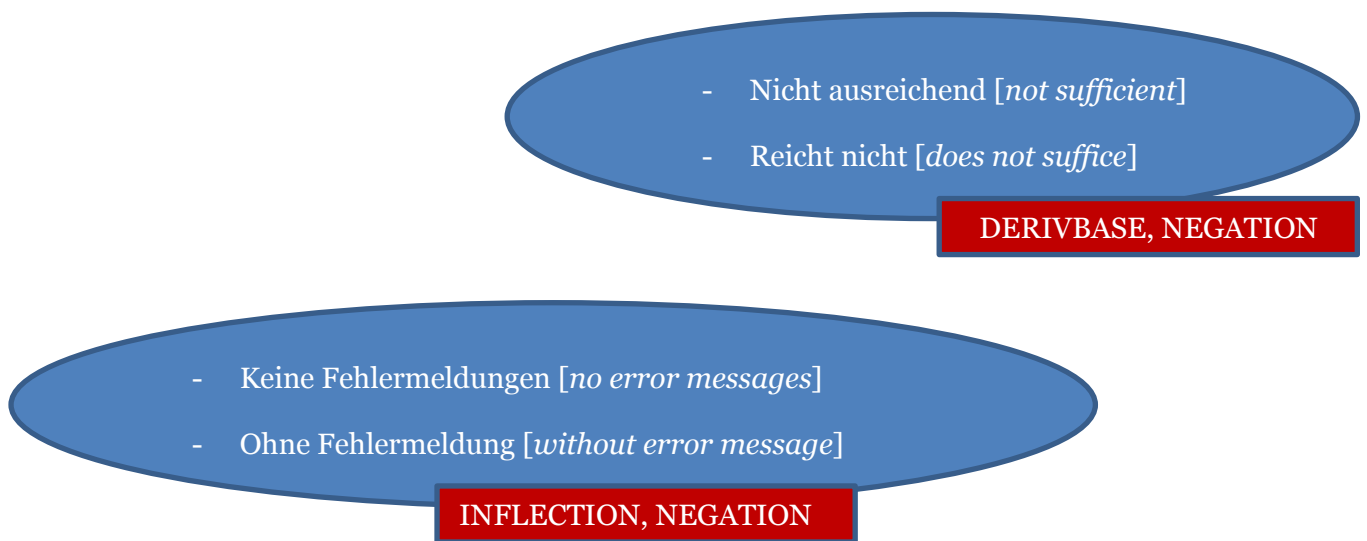 - Nicht ausreichend [not sufficient]
- Reicht nicht [does not suffice]
DERIVBASE, NEGATION
- Keine Fehlermeldungen [no error messages]
- Ohne Fehlermeldung [without error message]
INFLECTION, NEGATION